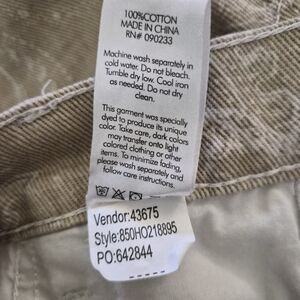 100%COTTON
MADE IN CHINA
RN# 090233
Machine wash separately in
cold water. Do not bleach.
Tumble dry low. Cool iron
as needed. Do not dry
clean.
This garment was specially
dyed to produce its unique
color. Take care, dark colors
may transfer onto light
colored clothing or other
items. To minimize fading,
please wash separately and
follow care instructions.
Vendor:43675
Style:850HO218895
PO:642844